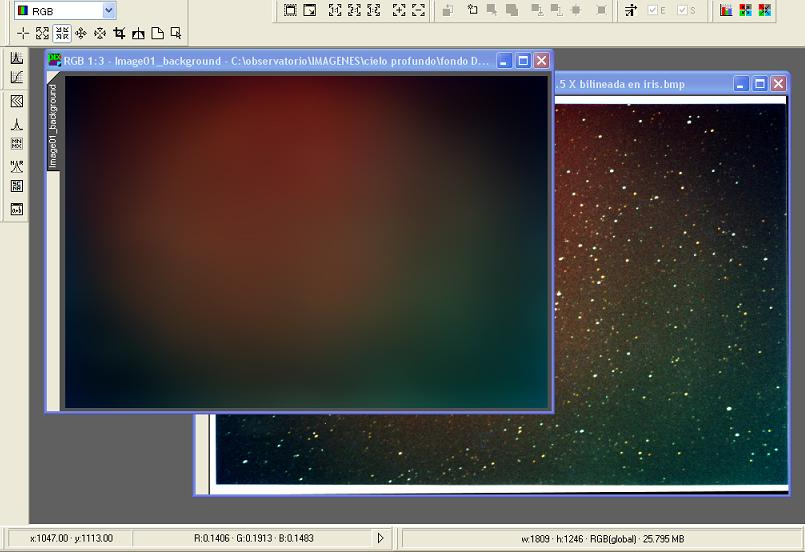 RGB
E
S
RGB 1:3 - Image01_background - C:\observatorio\IMAGENES\cielo profundo\fondo D...
.5 X bilineada en iris.bmp
Image01_background
x:1047.00 · y:1113.00
R:0.1406 · G:0.1913 · B:0.1483
w:1809 · h:1246 · RGB(global) · 25.795 MB